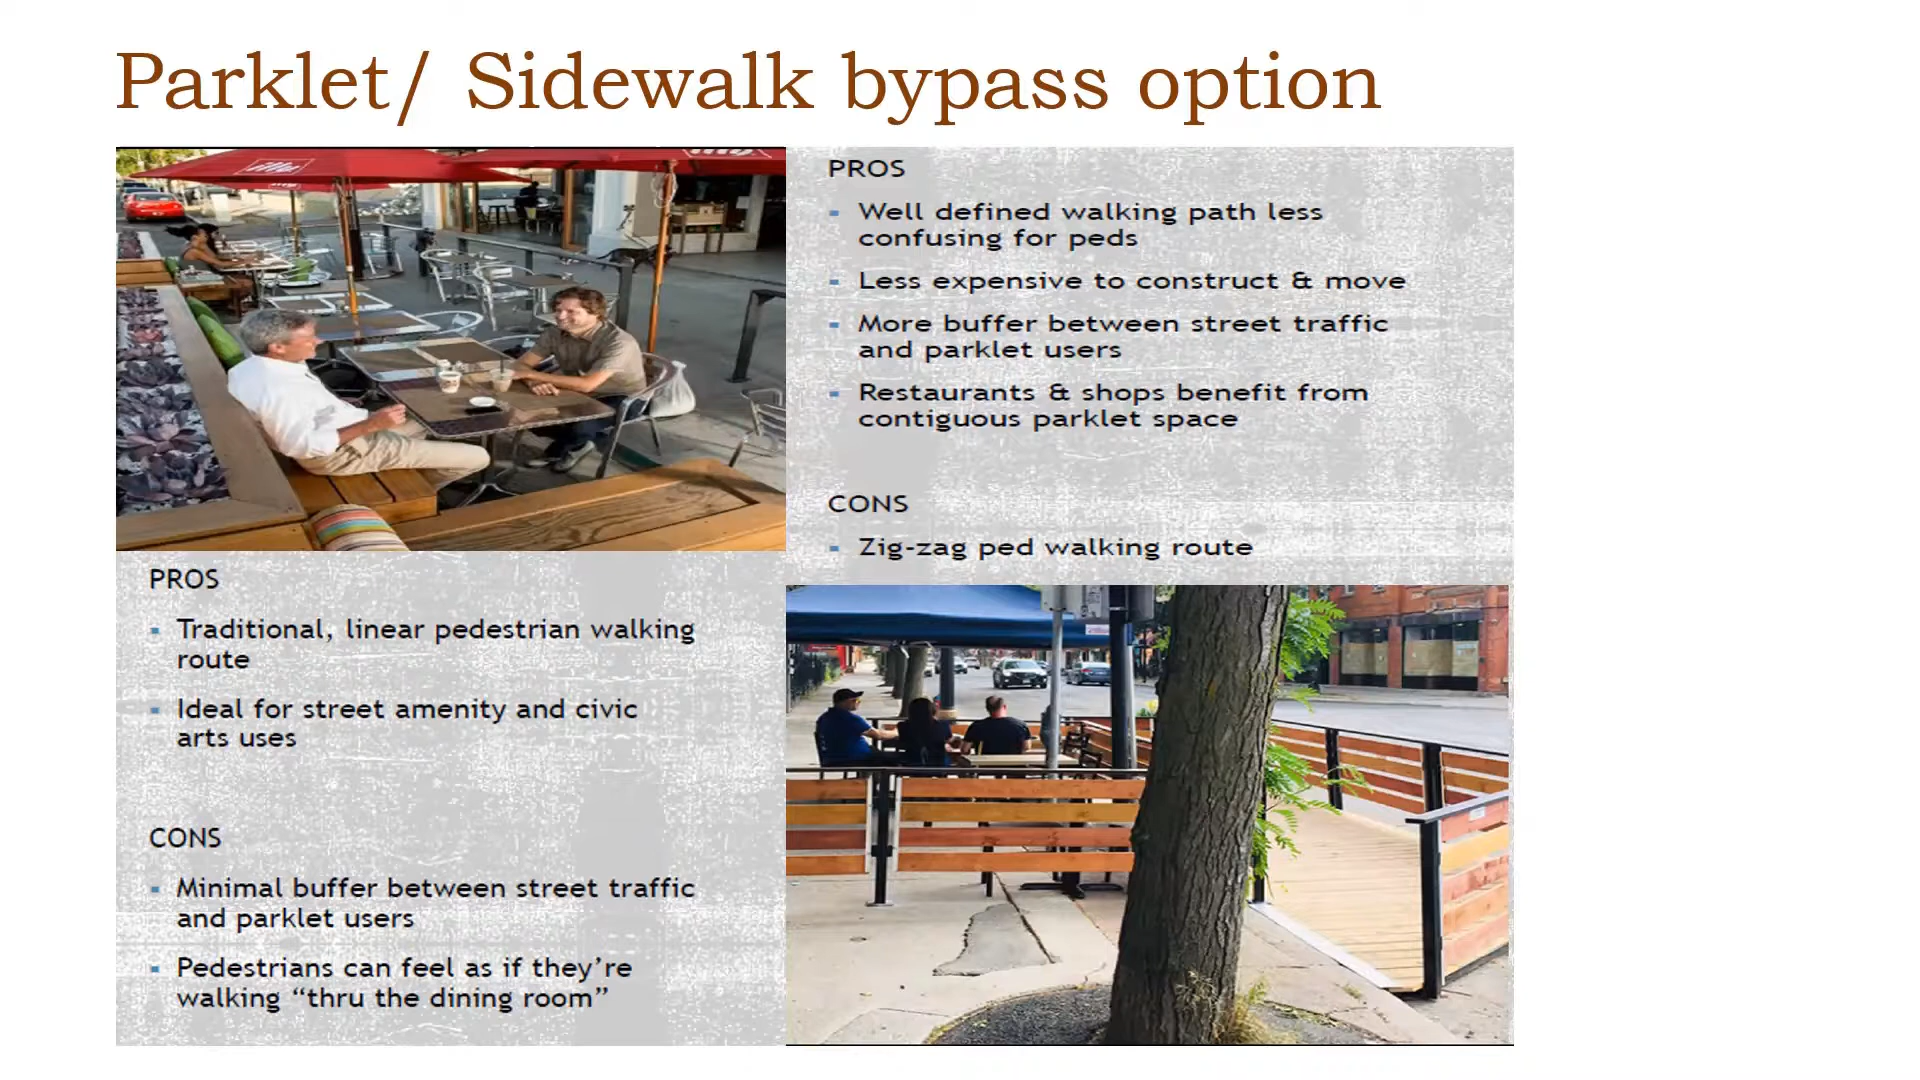 Parklet/ Sidewalk bypass option
illy
PROS
▪ Traditional, linear pedestrian walking
route
▪ Ideal for street amenity and civic
arts uses
CONS
▪ Minimal buffer between street traffic
and parklet users
▪ Pedestrians can feel as if they’re
walking “thru the dining room”
PROS
▪ Well defined walking path less
confusing for peds
▪ Less expensive to construct & move
▪ More buffer between street traffic
and parklet users
▪ Restaurants & shops benefit from
contiguous parklet space
CONS
▪ Zig-zag ped walking route